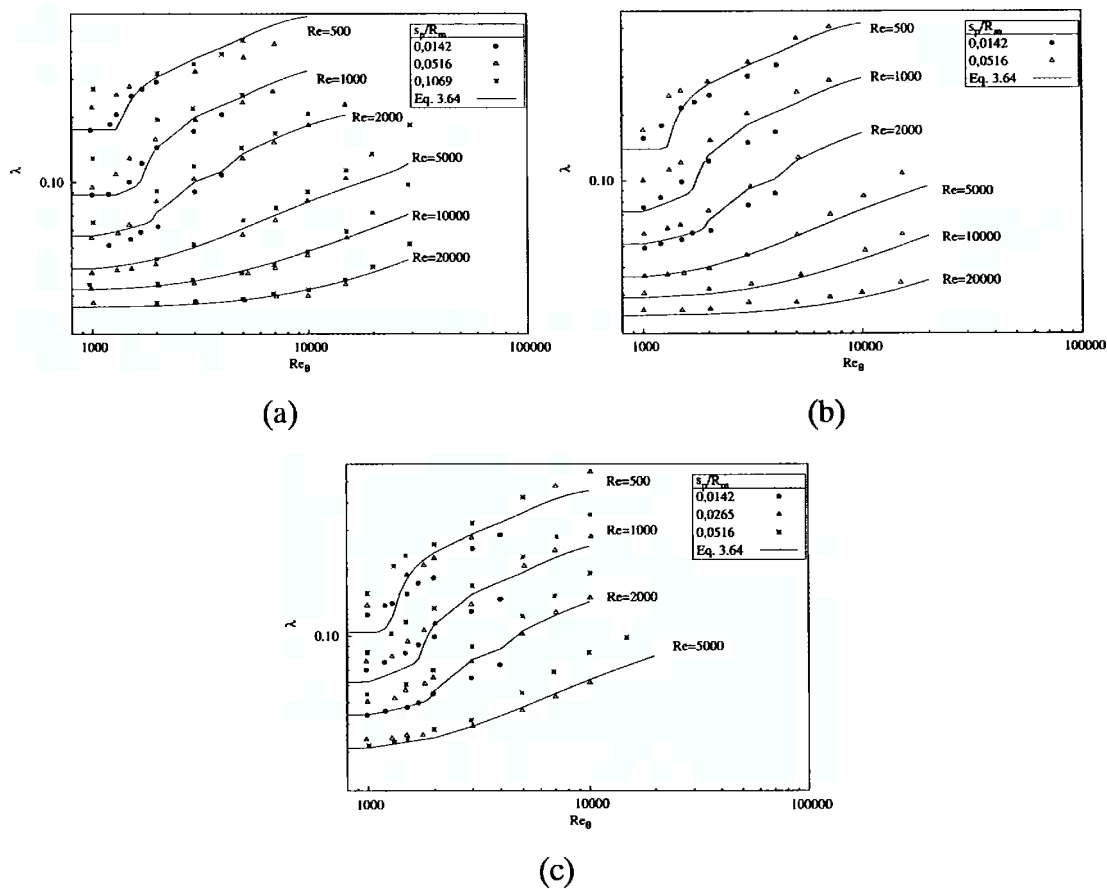 s_p/R_m
0,0142
0,0516
0,1069
Eq. 3.64
Re=500
Re=1000
Re=2000
Re=5000
Re=10000
Re=20000
λ
0.10
1000
10000
100000
Re_θ
(a)
s_p/R_m
0,0142
0,0516
Eq. 3.64
Re=500
Re=1000
Re=2000
Re=5000
Re=10000
Re=20000
λ
0.10
1000
10000
100000
Re_θ
(b)
s_p/R_m
0,0142
0,0265
0,0516
Eq. 3.64
Re=500
Re=1000
Re=2000
Re=5000
λ
0.10
1000
10000
100000
Re_θ
(c)